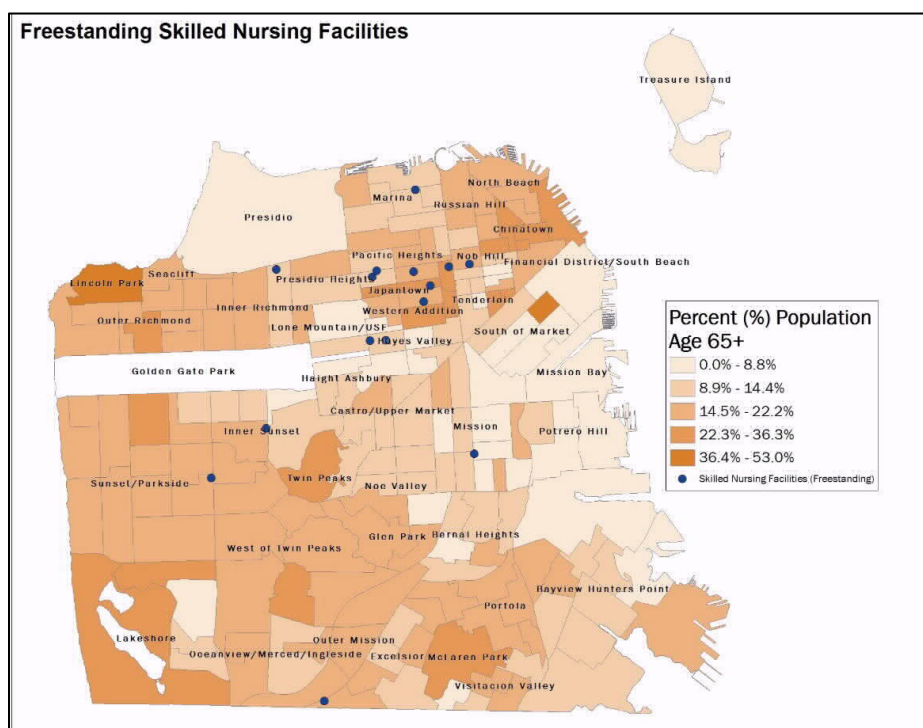 Freestanding Skilled Nursing Facilities
Treasure Island
North Beach
Marina
Russian Hill
Presidio
Chinatown
Pacific Heights
Nob Hill
Financial District/South Beach
Seacliff
Lincoln Park
Presidio Heights
Japantown
Tenderloin
Inner Richmond
Western Addition
Outer Richmond
Lone Mountain/USF
South of Market
Hayes Valley
Golden Gate Park
Mission Bay
Haight Ashbury
Castro/Upper Market
Mission
Potrero Hill
Inner Sunset
Twin Peaks
Sunset/Parkside
Noe Valley
Glen Park
Bernal Heights
West of Twin Peaks
Bayview Hunters Point
Portola
Lakeshore
Outer Mission
Oceanview/Merced/Ingleside
Excelsior
McLaren Park
Visitacion Valley
Percent (%) Population
Age 65+
0.0% - 8.8%
8.9% - 14.4%
14.5% - 22.2%
22.3% - 36.3%
36.4% - 53.0%
Skilled Nursing Facilities (Freestanding)